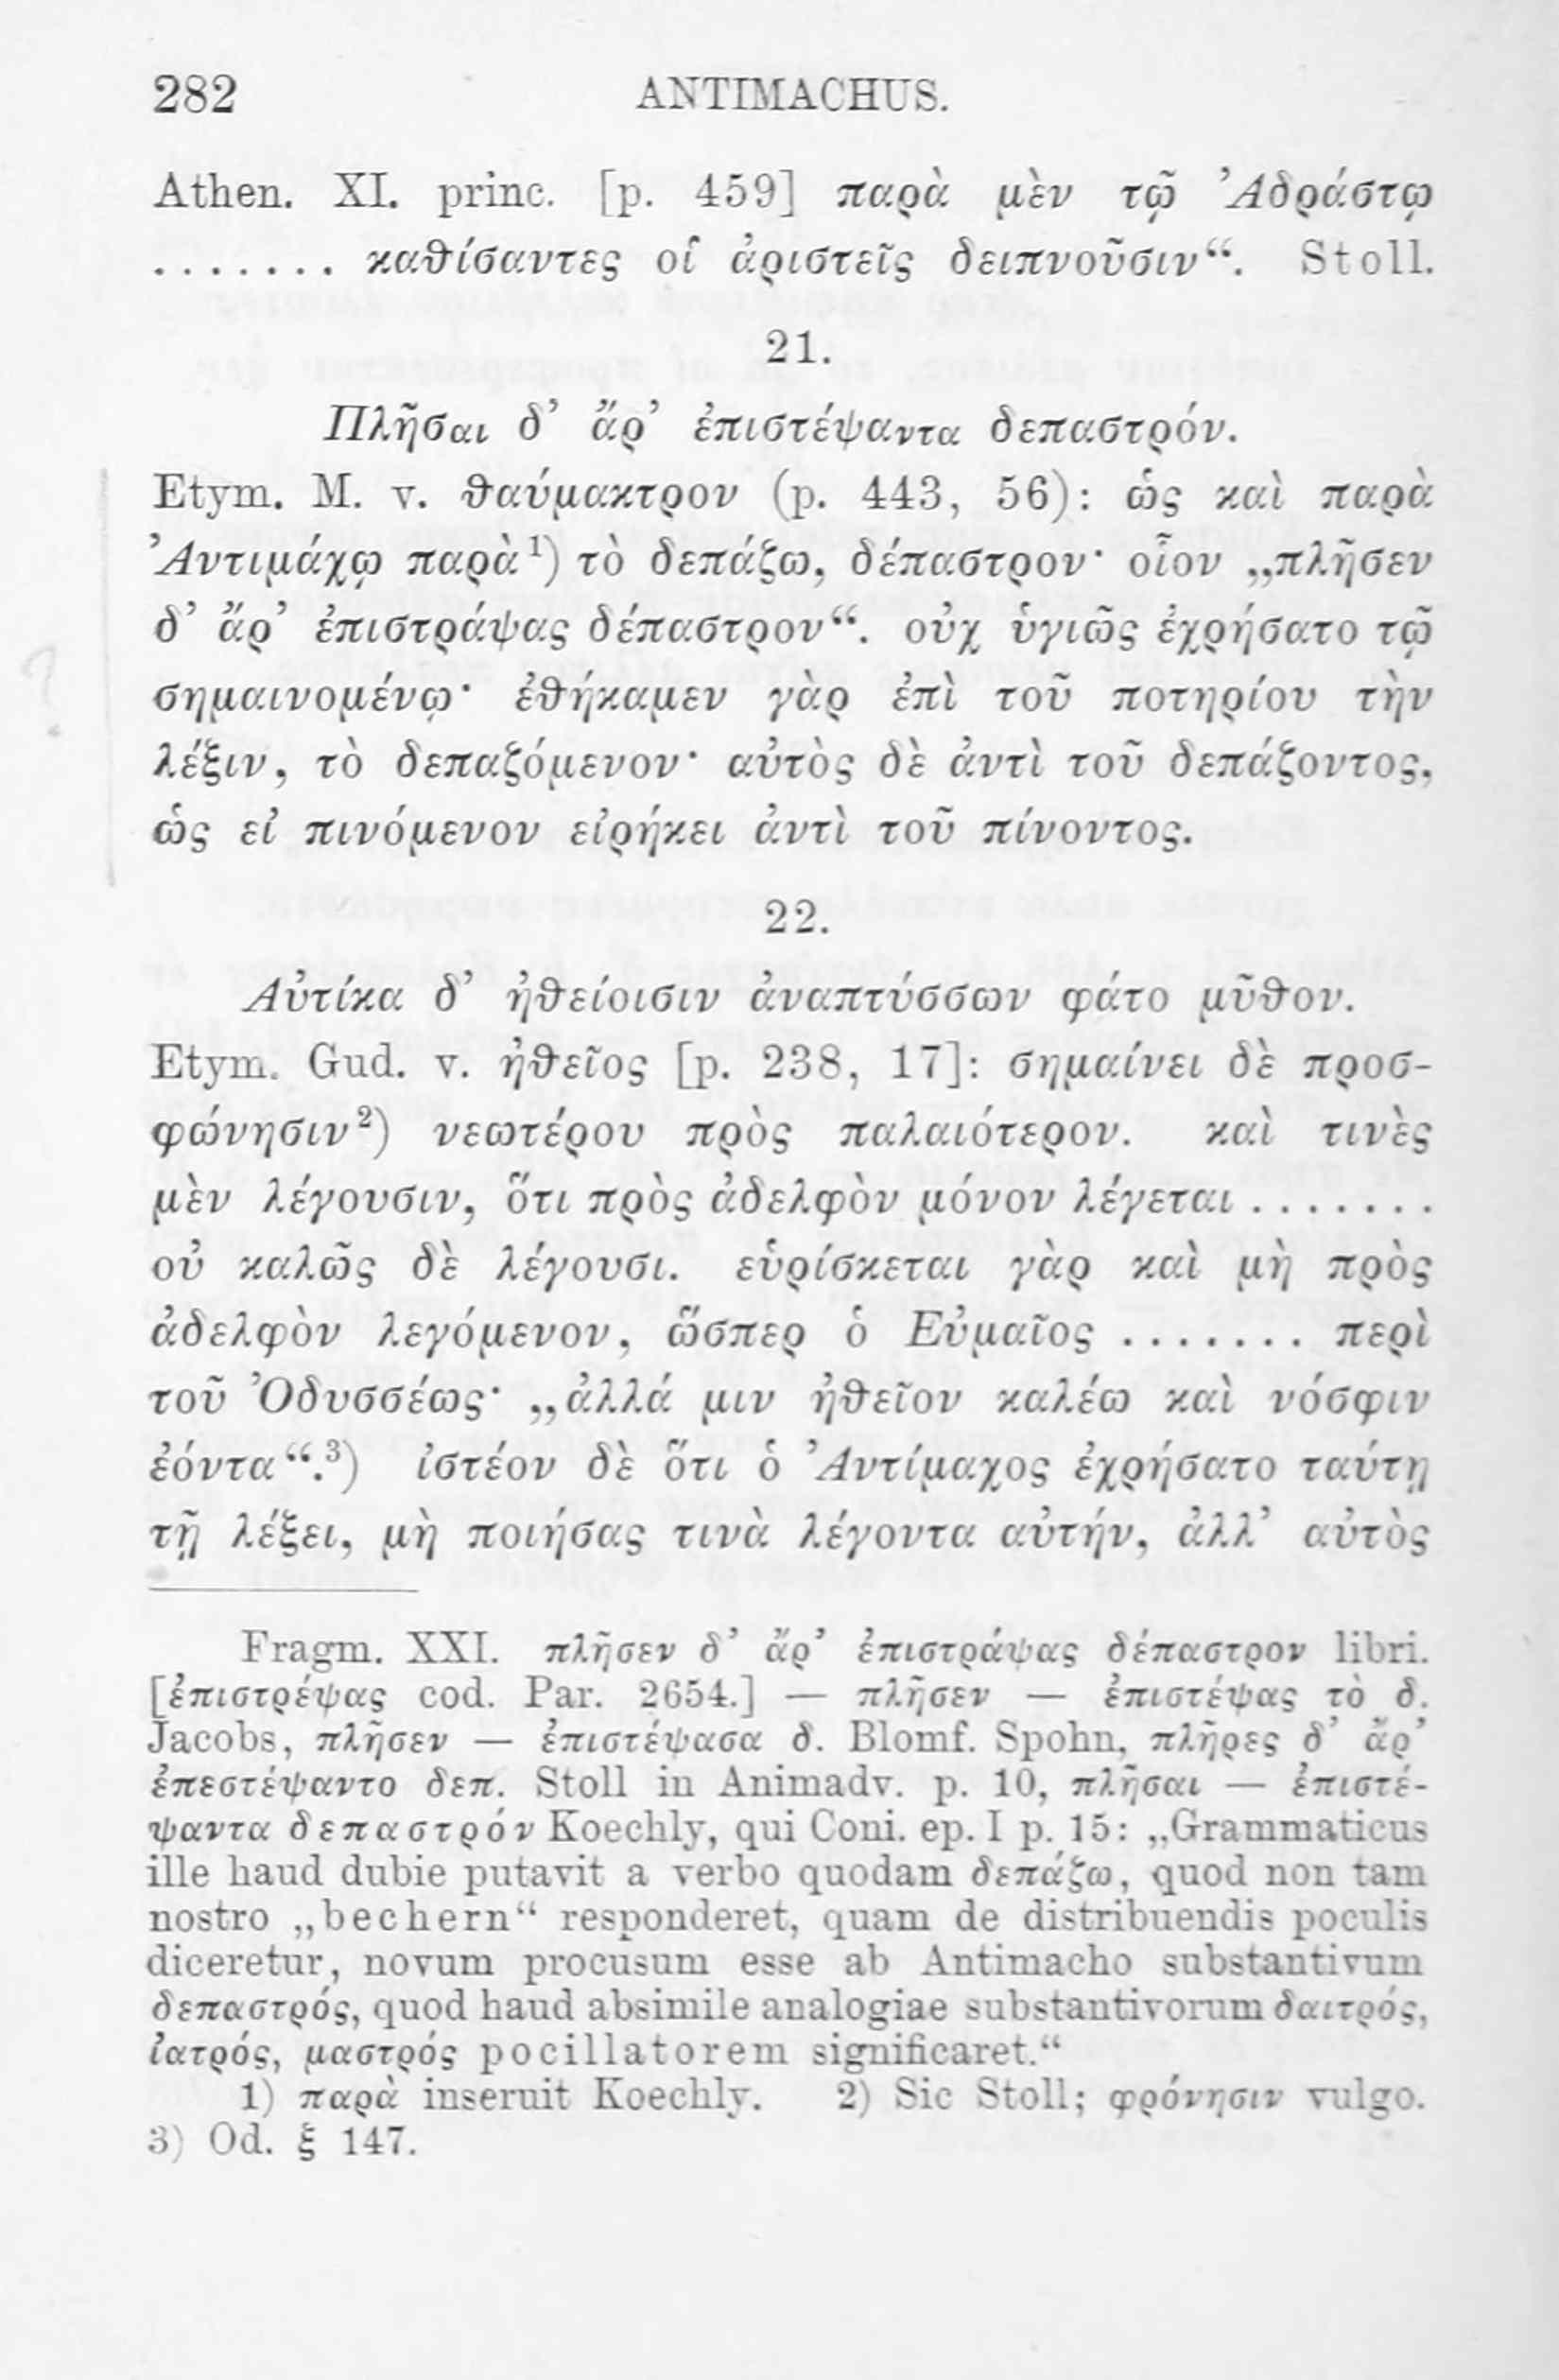 282 ANTIMACHUS.
Athen. XI. princ. [p. 459] παρὰ μὲν τῷ Ἀδράστῳ
....... καθίσαντες οἱ ἀριστεῖς δειπνοῦσιν“. Stoll.
21.
Πλῆσαι δ’ ἄρ’ ἐπιστέψαντα δεπαστρόν.
Etym. M. v. θαύμακτρον (p. 443, 56): ὡς καὶ παρὰ
Ἀντιμάχῳ παρὰ¹) τὸ δεπάζω, δέπαστρον· οἷον „πλῆσεν
δ’ ἄρ’ ἐπιστράψας δέπαστρον“. οὐχ ὑγιῶς ἐχρήσατο τῷ
σημαινομένῳ· ἐθήκαμεν γὰρ ἐπὶ τοῦ ποτηρίου τὴν
λέξιν, τὸ δεπαζόμενον· αὐτὸς δὲ ἀντὶ τοῦ δεπάζοντος,
ὡς εἰ πινόμενον εἰρήκει ἀντὶ τοῦ πίνοντος.
22.
Αὐτίκα δ’ ἠθείοισιν ἀναπτύσσων φάτο μῦθον.
Etym. Gud. v. ἠθεῖος [p. 238, 17]: σημαίνει δὲ προσ-
φώνησιν²) νεωτέρου πρὸς παλαιότερον. καὶ τινὲς
μὲν λέγουσιν, ὅτι πρὸς ἀδελφὸν μόνον λέγεται .......
οὐ καλῶς δὲ λέγουσι. εὑρίσκεται γὰρ καὶ μὴ πρὸς
ἀδελφὸν λεγόμενον, ὥσπερ ὁ Εὐμαῖος ....... περὶ
τοῦ Ὀδυσσέως· „ἀλλά μιν ἠθεῖον καλέω καὶ νόσφιν
ἐόντα“.³) ἰστέον δὲ ὅτι ὁ Ἀντίμαχος ἐχρήσατο ταύτῃ
τῇ λέξει, μὴ ποιήσας τινὰ λέγοντα αὐτήν, ἀλλ’ αὐτὸς
Fragm. XXI. πλῆσεν δ’ ἄρ’ ἐπιστράψας δέπαστρον libri.
[ἐπιστρέψας cod. Par. 2654.] — πλῆσεν — ἐπιστέψας τὸ δ.
Jacobs, πλῆσεν — ἐπιστέψασα δ. Blomf. Spohn, πλῆρες δ’ ἄρ’
ἐπεστέψαντο δεπ. Stoll in Animadv. p. 10, πλῆσαι — ἐπιστέ-
ψαντα δεπαστρόν Koechly, qui Coni. ep. I p. 15: „Grammaticus
ille haud dubie putavit a verbo quodam δεπάζω, quod non tam
nostro „bechern“ responderet, quam de distribuendis poculis
diceretur, novum procusum esse ab Antimacho substantivum
δεπαστρός, quod haud absimile analogiae substantivorum δαιτρός,
ἰατρός, μαστρός pocillatorem significaret.“
1) παρὰ inseruit Koechly. 2) Sic Stoll; φρόνησιν vulgo.
3) Od. ξ 147.
?